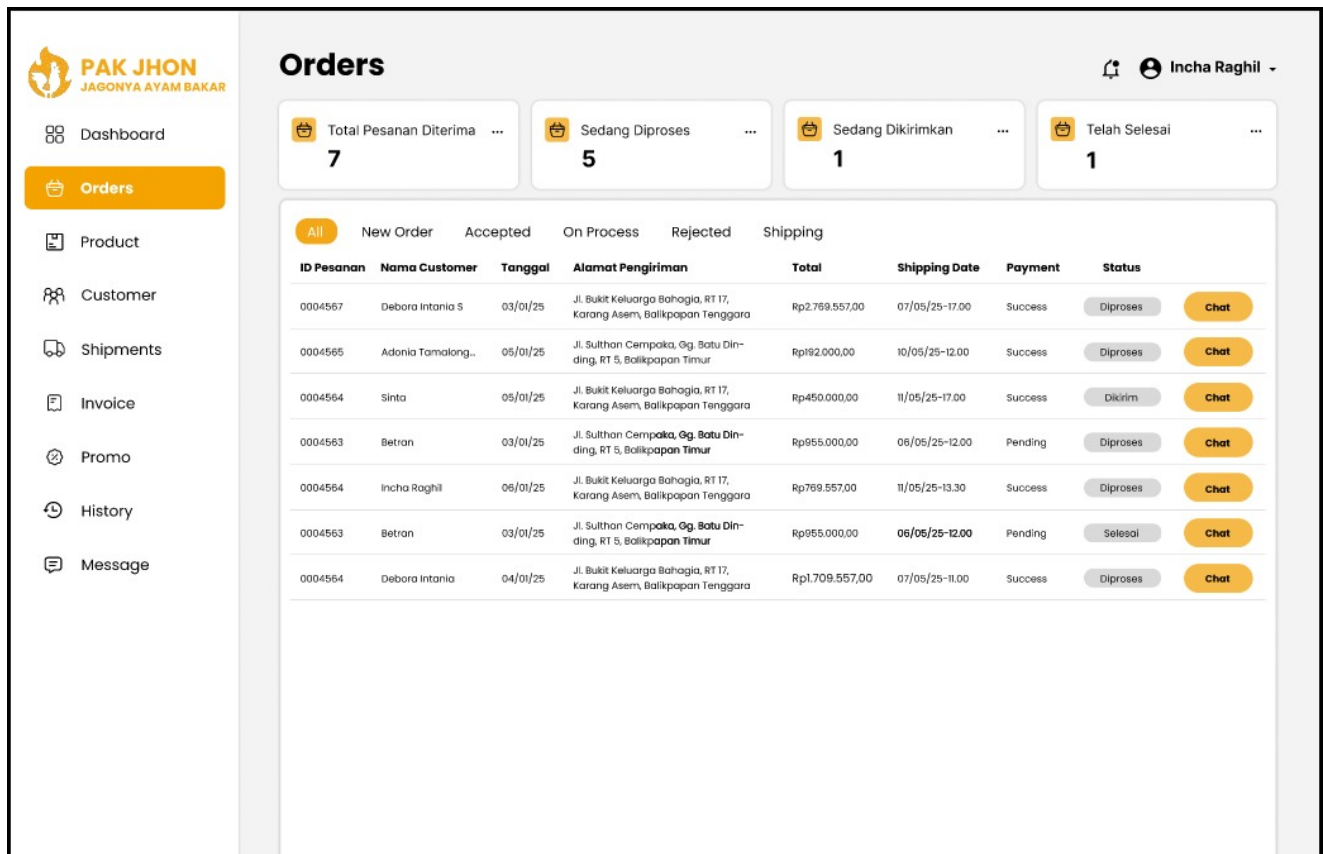 PAK JHON
JAGONYA AYAM BAKAR
Dashboard
Orders
Product
Customer
Shipments
Invoice
Promo
History
Message
Orders
Incha Raghil
Total Pesanan Diterima ...
7
Sedang Diproses ...
5
Sedang Dikirimkan ...
1
Telah Selesai ...
1
All New Order Accepted On Process Rejected Shipping
ID Pesanan Nama Customer Tanggal Alamat Pengiriman Total Shipping Date Payment Status
0004567 Debora Intania S 03/01/25 Jl. Bukit Keluarga Bahagia, RT 17, Rp2.769.557,00 07/05/25-17.00 Success Diproses Chat
Karang Asem, Balikpapan Tenggara
0004565 Adonia Tamalong... 05/01/25 Jl. Sulthan Cempaka, Gg. Batu Din- Rp192.000,00 10/05/25-12.00 Success Diproses Chat
ding, RT 5, Balikpapan Timur
0004564 Sinta 05/01/25 Jl. Bukit Keluarga Bahagia, RT 17, Rp450.000,00 11/05/25-17.00 Success Dikirim Chat
Karang Asem, Balikpapan Tenggara
0004563 Betran 03/01/25 Jl. Sulthan Cempaka, Gg. Batu Din- Rp955.000,00 06/05/25-12.00 Pending Diproses Chat
ding, RT 5, Balikpapan Timur
0004564 Incha Raghil 06/01/25 Jl. Bukit Keluarga Bahagia, RT 17, Rp769.557,00 11/05/25-13.30 Success Diproses Chat
Karang Asem, Balikpapan Tenggara
0004563 Betran 03/01/25 Jl. Sulthan Cempaka, Gg. Batu Din- Rp955.000,00 06/05/25-12.00 Pending Selesai Chat
ding, RT 5, Balikpapan Timur
0004564 Debora Intania 04/01/25 Jl. Bukit Keluarga Bahagia, RT 17, Rp1.709.557,00 07/05/25-11.00 Success Diproses Chat
Karang Asem, Balikpapan Tenggara